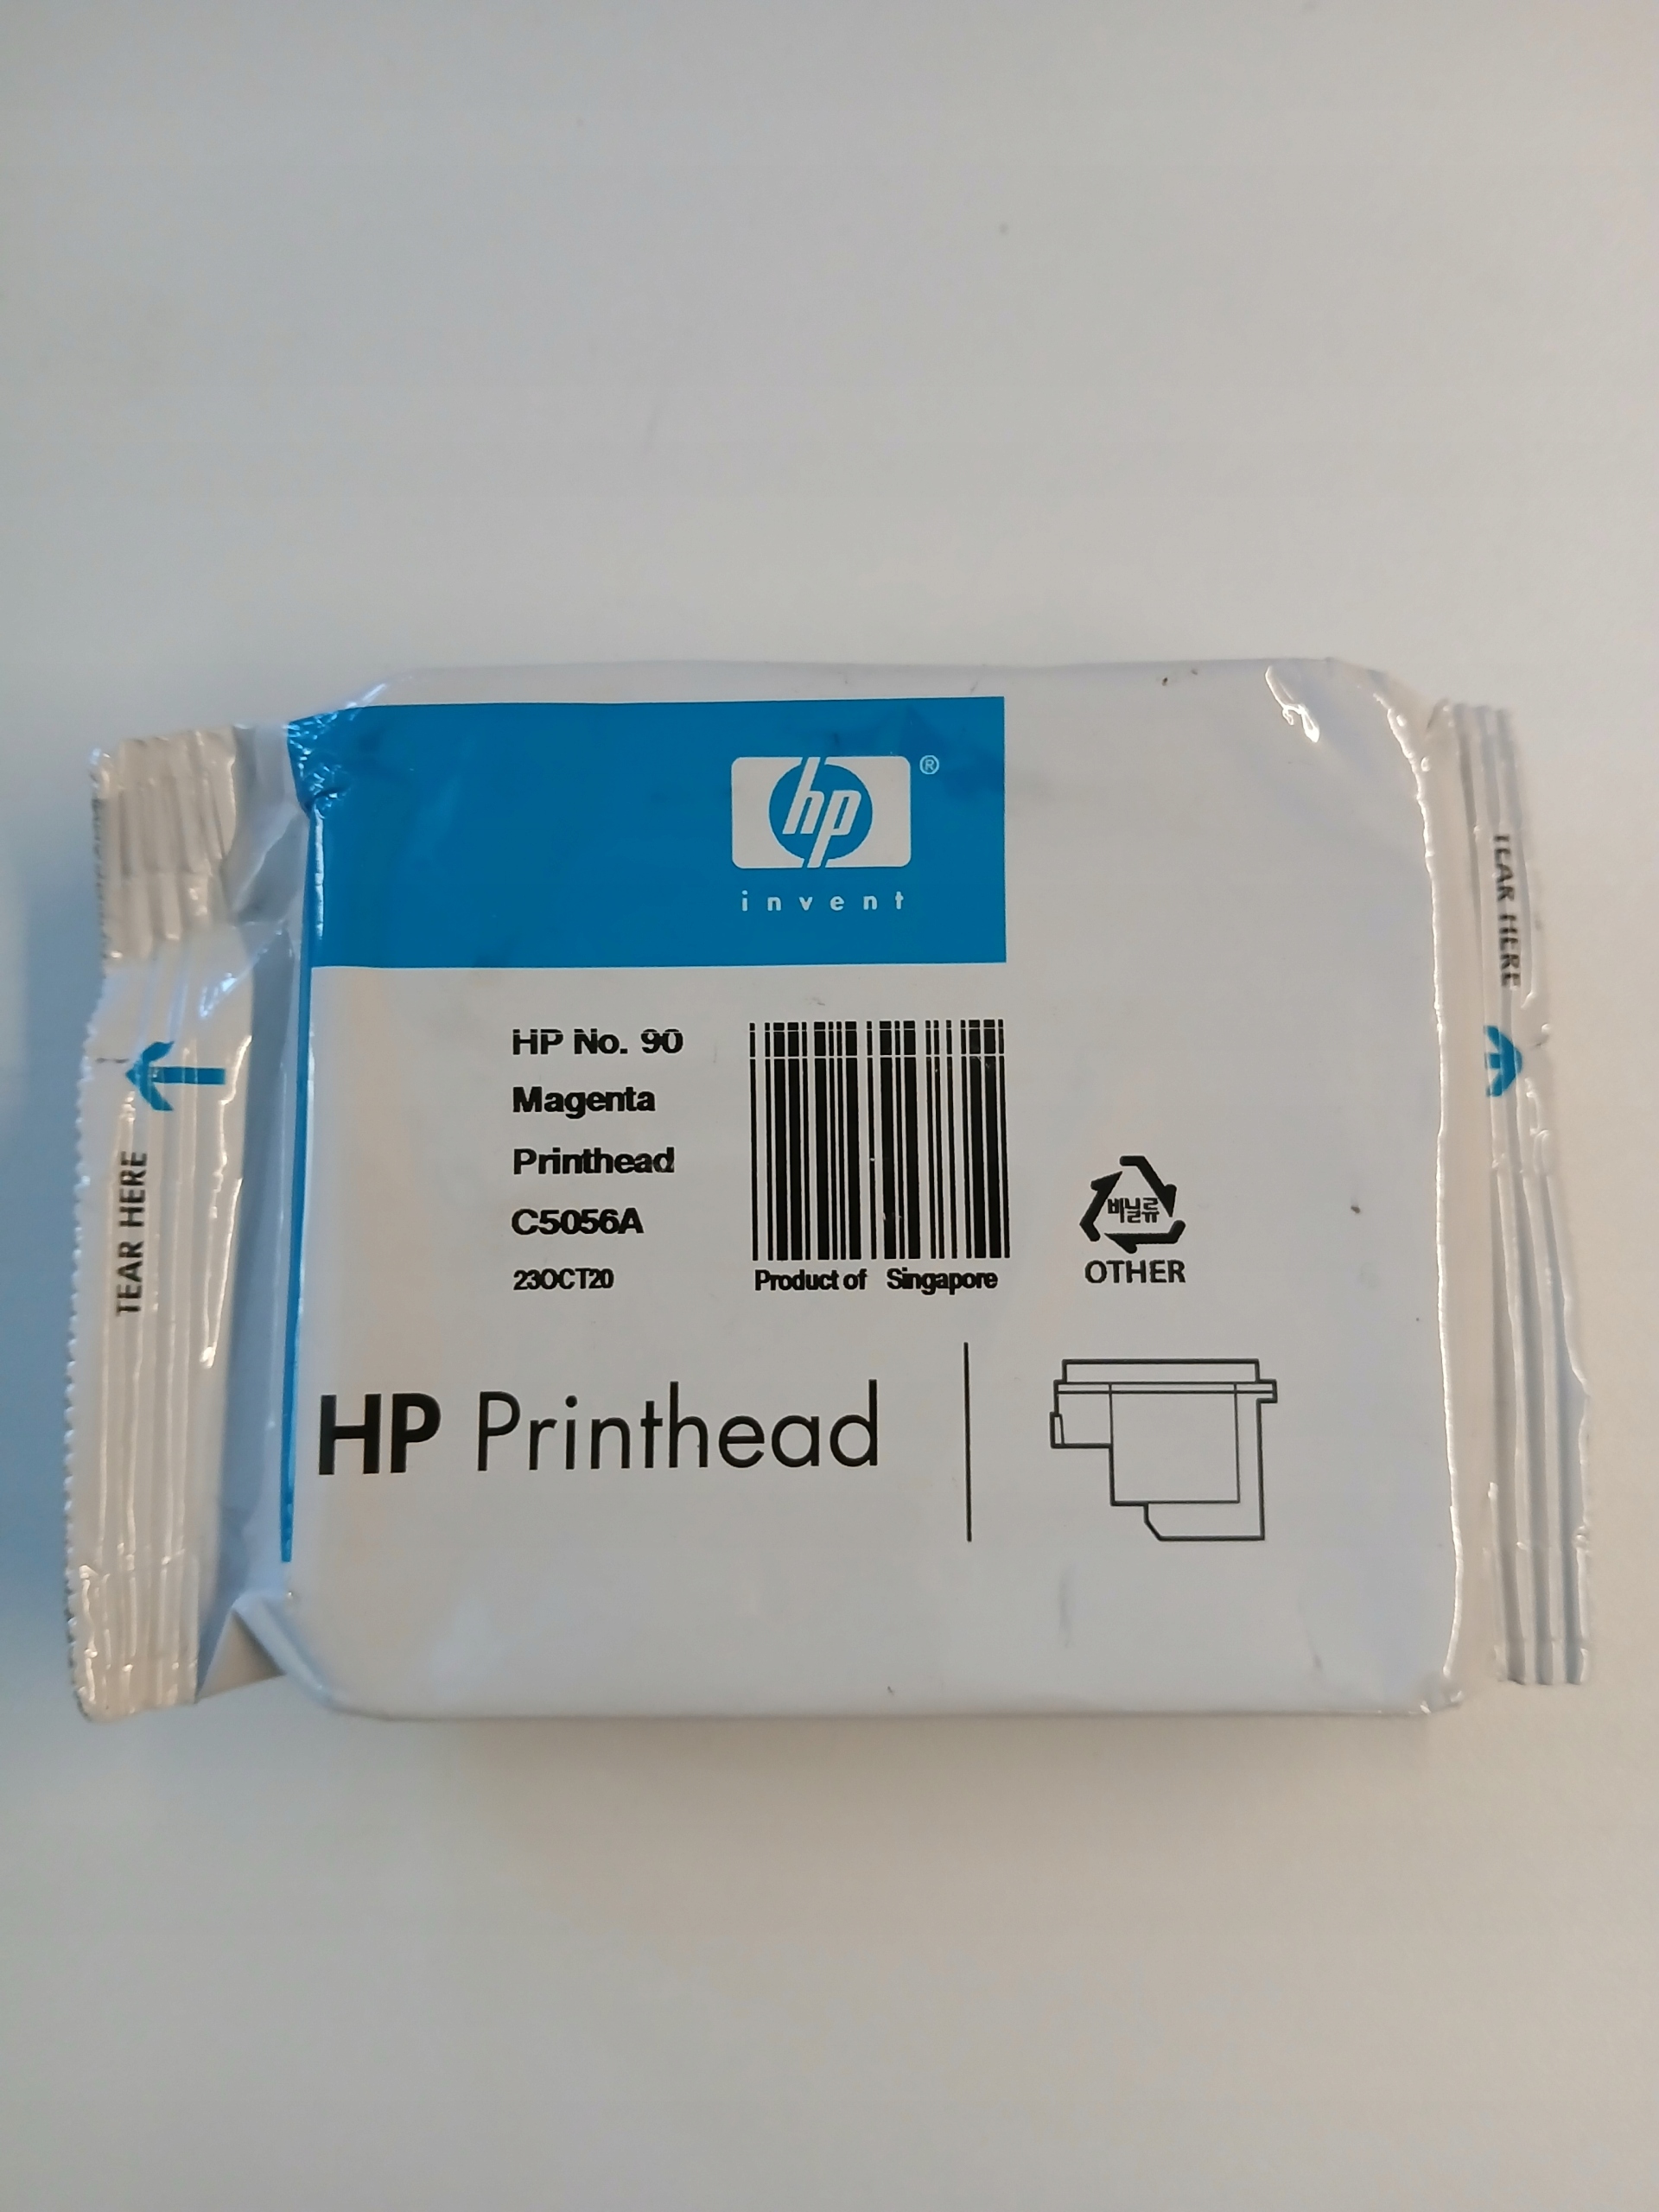 hp®
invent
HP No. 90
Magenta
Printhead
C5056A
23OCT20
Product of Singapore
비닐류
OTHER
HP Printhead
TEAR HERE
TEAR HERE